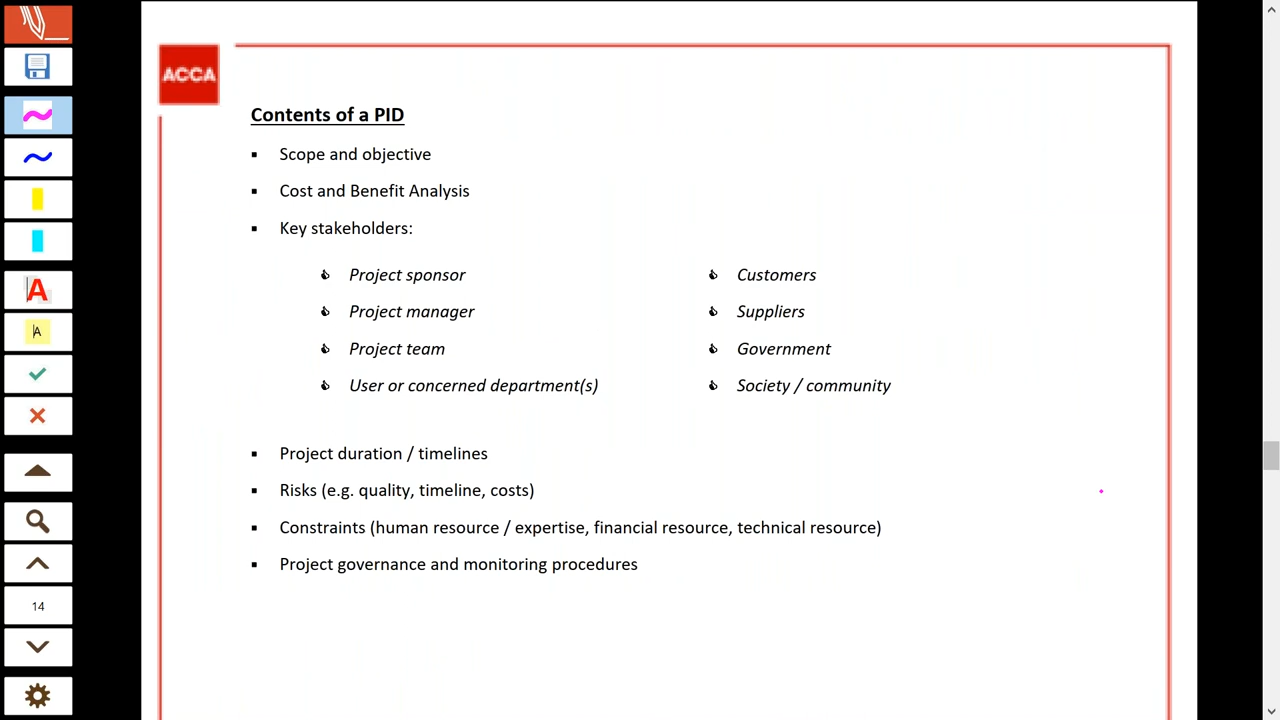 ACCA
Contents of a PID
▪ Scope and objective
▪ Cost and Benefit Analysis
▪ Key stakeholders:
Project sponsor
Customers
Project manager
Suppliers
Project team
Government
User or concerned department(s)
Society / community
▪ Project duration / timelines
▪ Risks (e.g. quality, timeline, costs)
▪ Constraints (human resource / expertise, financial resource, technical resource)
▪ Project governance and monitoring procedures
A
A
14